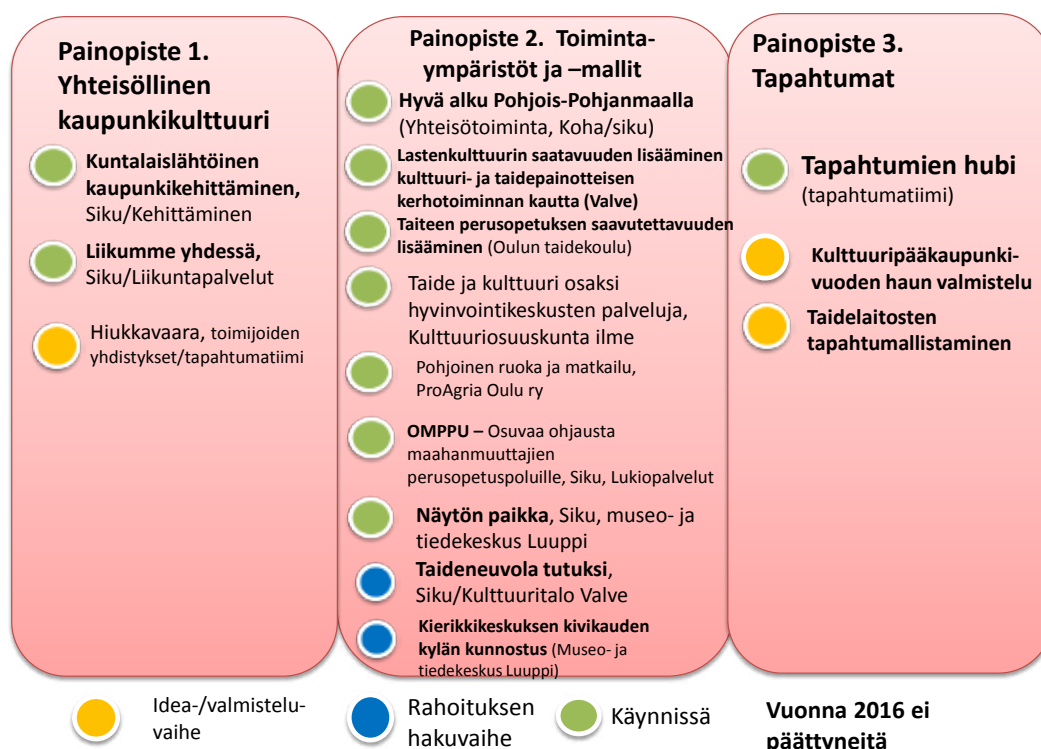 Painopiste 1.
Yhteisöllinen
kaupunkikulttuuri
Kuntalaislähtöinen
kaupunkikehittäminen,
Siku/Kehittäminen
Liikumme yhdessä,
Siku/Liikuntapalvelut
Hiukkavaara, toimijoiden
yhdistykset/tapahtumatiimi
Painopiste 2. Toiminta-
ympäristöt ja –mallit
Hyvä alku Pohjois-Pohjanmaalla
(Yhteisötoiminta, Koha/siku)
Lastenkulttuurin saatavuuden lisääminen
kulttuuri- ja taidepainotteisen
kerhotoiminnan kautta (Valve)
Taiteen perusopetuksen saavutettavuuden
lisääminen (Oulun taidekoulu)
Taide ja kulttuuri osaksi
hyvinvointikeskusten palveluja,
Kulttuuriosuuskunta ilme
Pohjoinen ruoka ja matkailu,
ProAgria Oulu ry
OMPPU – Osuvaa ohjausta
maahanmuuttajien
perusopetuspoluille, Siku, Lukiopalvelut
Näytön paikka, Siku, museo- ja
tiedekeskus Luuppi
Taideneuvola tutuksi,
Siku/Kulttuuritalo Valve
Kierikkikeskuksen kivikauden
kylän kunnostus (Museo- ja
tiedekeskus Luuppi)
Painopiste 3.
Tapahtumat
Tapahtumien hubi
(tapahtumatiimi)
Kulttuuripääkaupunki-
vuoden haun valmistelu
Taidelaitosten
tapahtumallistaminen
Idea-/valmistelu-
vaihe
Rahoituksen
hakuvaihe
Käynnissä
Vuonna 2016 ei
päättyneitä